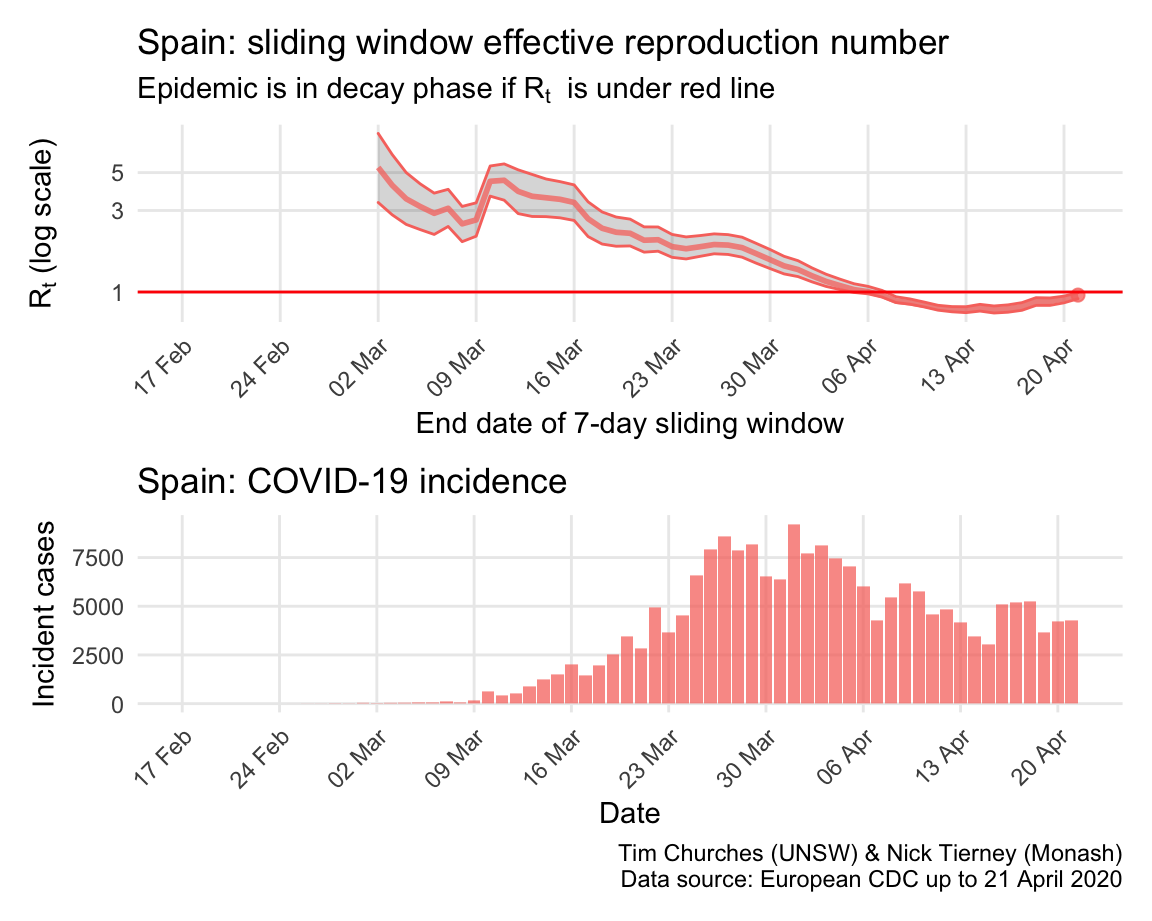 Spain: sliding window effective reproduction number
Epidemic is in decay phase if Rt is under red line
Rt (log scale)
5
3
1
17 Feb
24 Feb
02 Mar
09 Mar
16 Mar
23 Mar
30 Mar
06 Apr
13 Apr
20 Apr
End date of 7-day sliding window
Spain: COVID-19 incidence
Incident cases
7500
5000
2500
0
17 Feb
24 Feb
02 Mar
09 Mar
16 Mar
23 Mar
30 Mar
06 Apr
13 Apr
20 Apr
Date
Tim Churches (UNSW) & Nick Tierney (Monash)
Data source: European CDC up to 21 April 2020